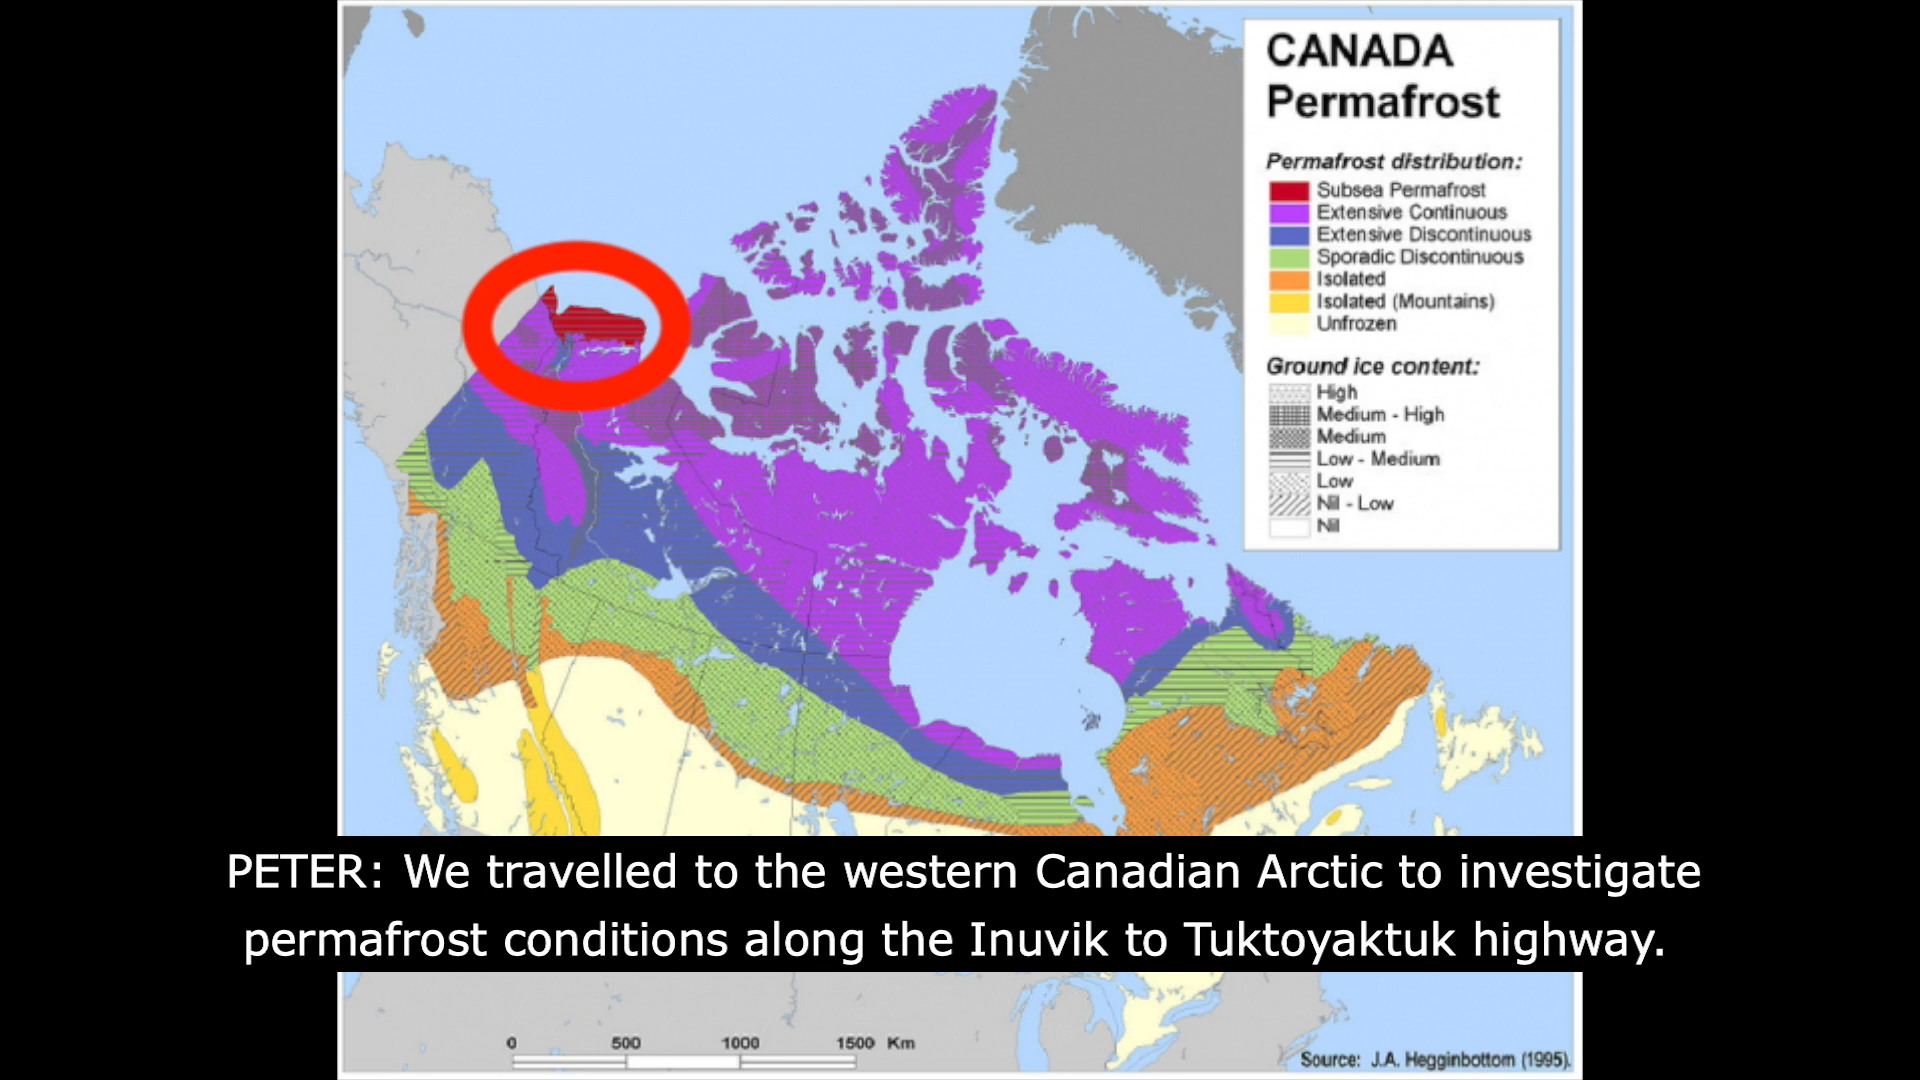 CANADA
Permafrost
Permafrost distribution:
Subsea Permafrost
Extensive Continuous
Extensive Discontinuous
Sporadic Discontinuous
Isolated
Isolated (Mountains)
Unfrozen
Ground ice content:
High
Medium - High
Medium
Low - Medium
Low
Nil - Low
Nil
PETER: We travelled to the western Canadian Arctic to investigate
permafrost conditions along the Inuvik to Tuktoyaktuk highway.
0 500 1000 1500 Km
Source: J.A. Hegginbottom (1995).